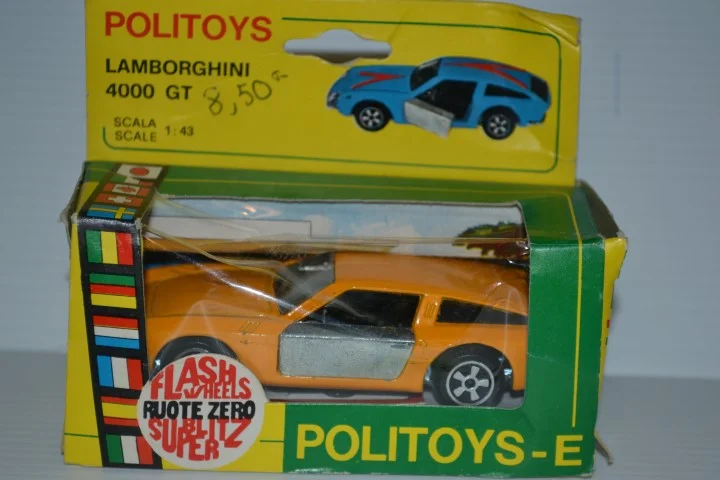 POLITOYS
LAMBORGHINI
4000 GT 8,50
SCALA
SCALE 1:43
FLASH
WHEELS
RUOTE ZERO
BLITZ
SUPER
POLITOYS-E